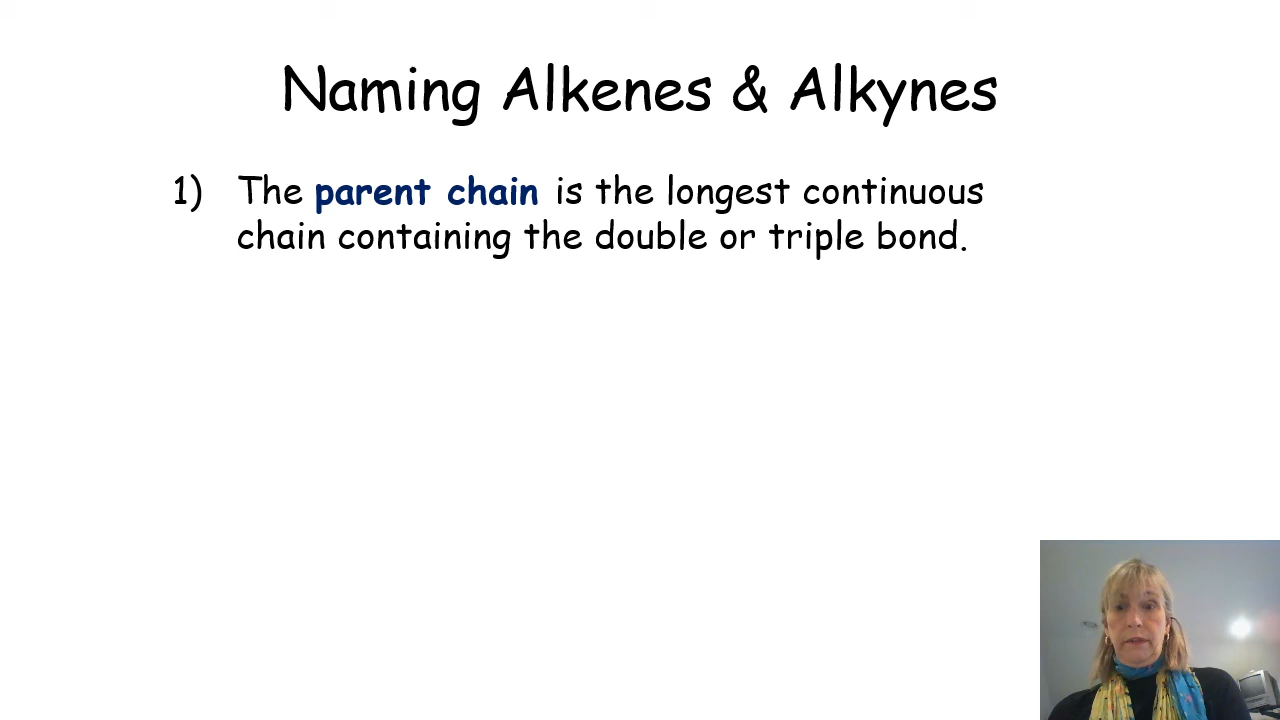 Naming Alkenes & Alkynes
1) The parent chain is the longest continuous
chain containing the double or triple bond.